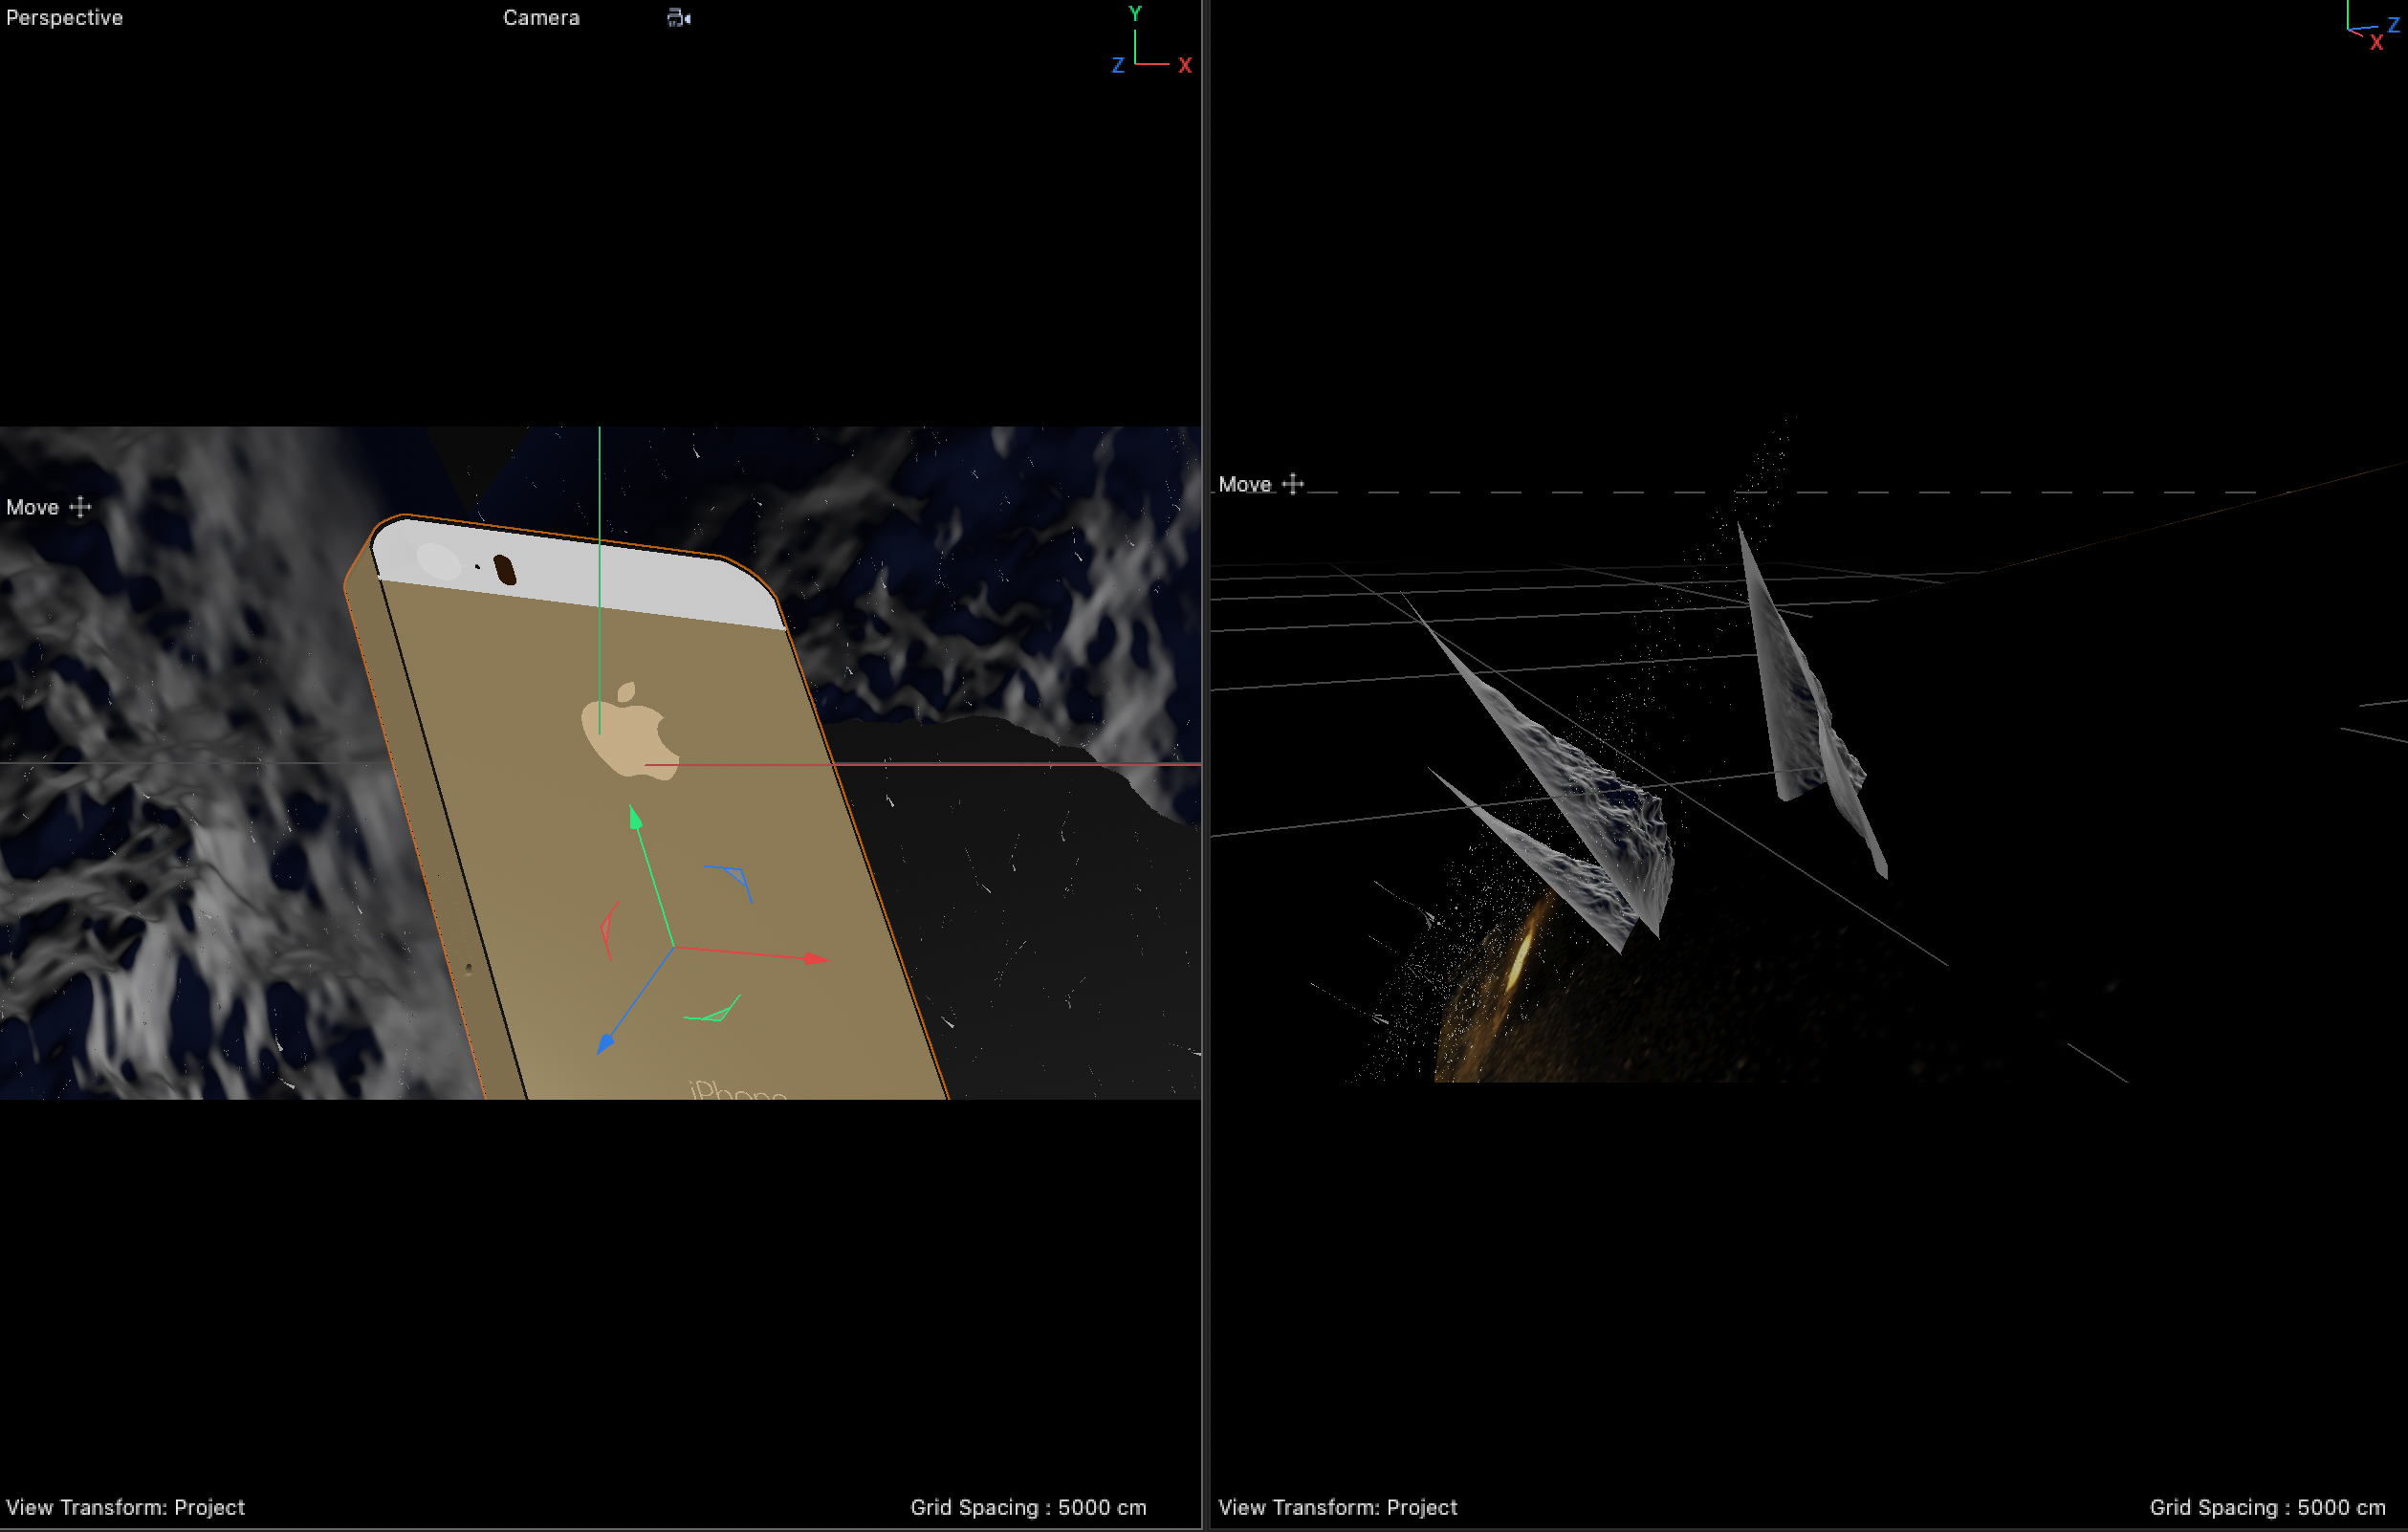 Perspective
Camera
Y
Z
X
Z
X
Move
Move
iPhone
View Transform: Project
Grid Spacing : 5000 cm
View Transform: Project
Grid Spacing : 5000 cm